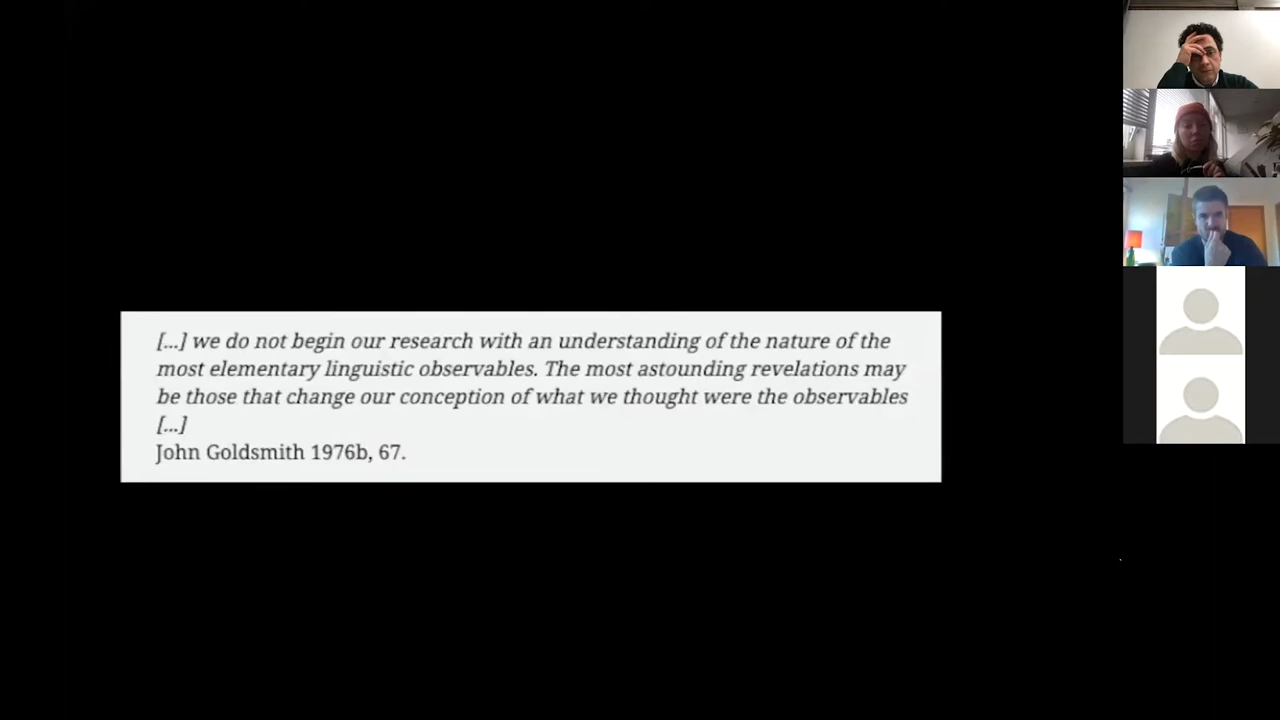 [...] we do not begin our research with an understanding of the nature of the
most elementary linguistic observables. The most astounding revelations may
be those that change our conception of what we thought were the observables
[...]
John Goldsmith 1976b, 67.